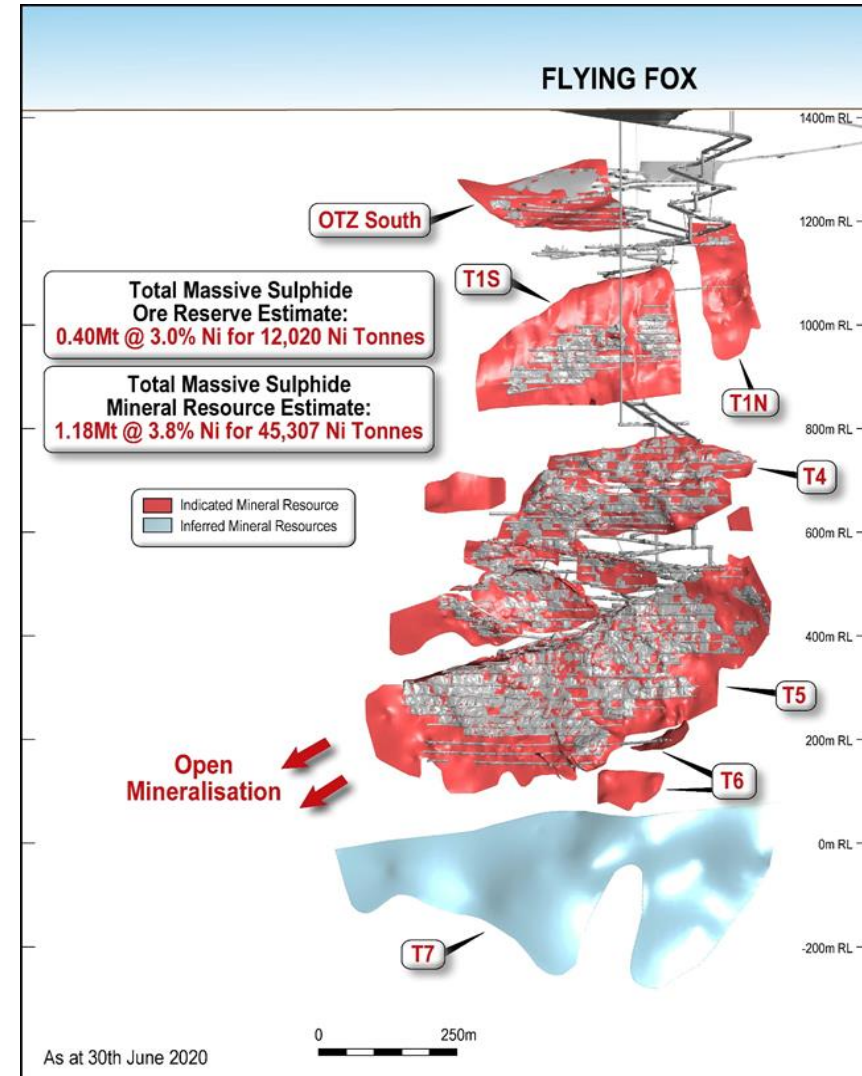 FLYING FOX
1400m RL
OTZ South
1200m RL
T1S
Total Massive Sulphide
Ore Reserve Estimate:
0.40Mt @ 3.0% Ni for 12,020 Ni Tonnes
1000m RL
Total Massive Sulphide
Mineral Resource Estimate:
1.18Mt @ 3.8% Ni for 45,307 Ni Tonnes
T1N
800m RL
T4
Indicated Mineral Resource
Inferred Mineral Resources
600m RL
400m RL
T5
200m RL
Open
Mineralisation
T6
0m RL
T7
-200m RL
0 250m
As at 30th June 2020